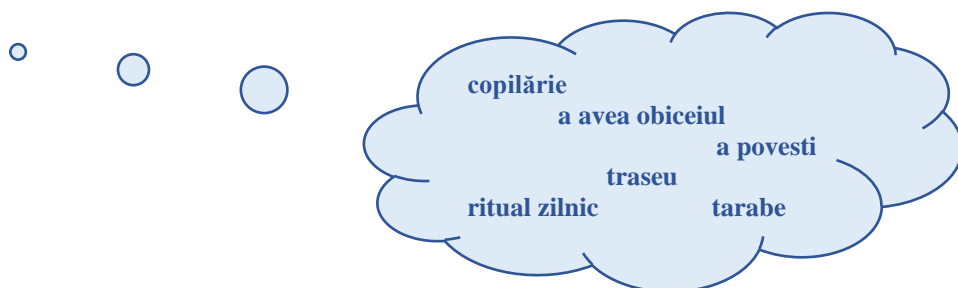 copilărie
a avea obiceiul
a povesti
traseu
ritual zilnic
tarabe